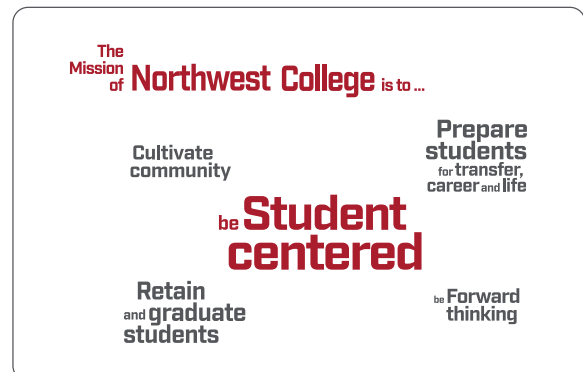 The
Mission
of Northwest College is to ...
Cultivate
community
Prepare
students
for transfer,
career and life
be Student
centered
Retain
and graduate
students
be Forward
thinking